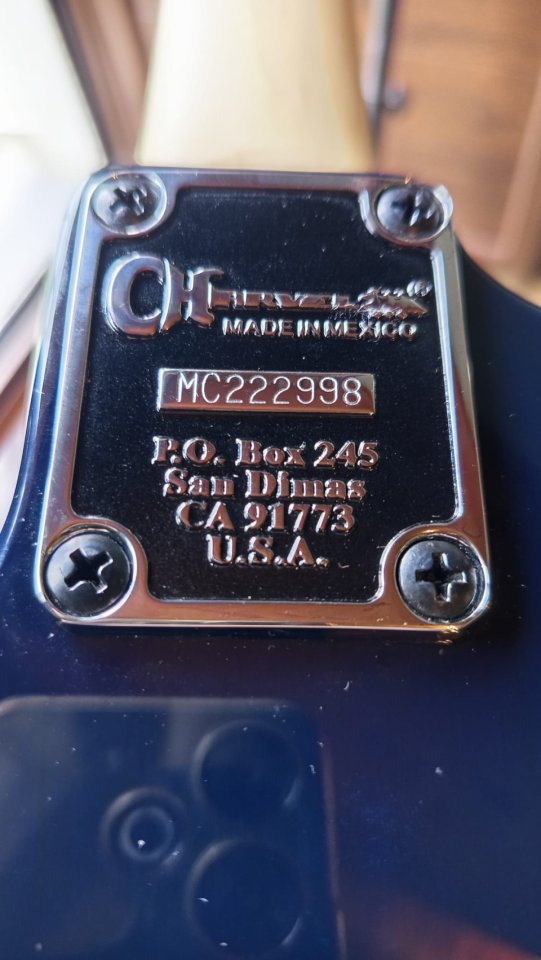 CHARVEL®
MADE IN MEXICO
MC222998
P.O. Box 245
San Dimas
CA 91773
U.S.A.